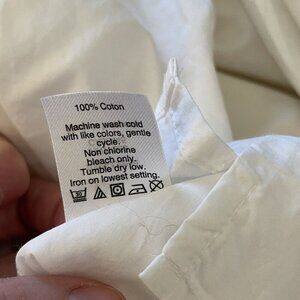 100% Coton
Machine wash cold
with like colors, gentle
cycle.
Non chlorine
bleach only.
Tumble dry low.
Iron on lowest setting.